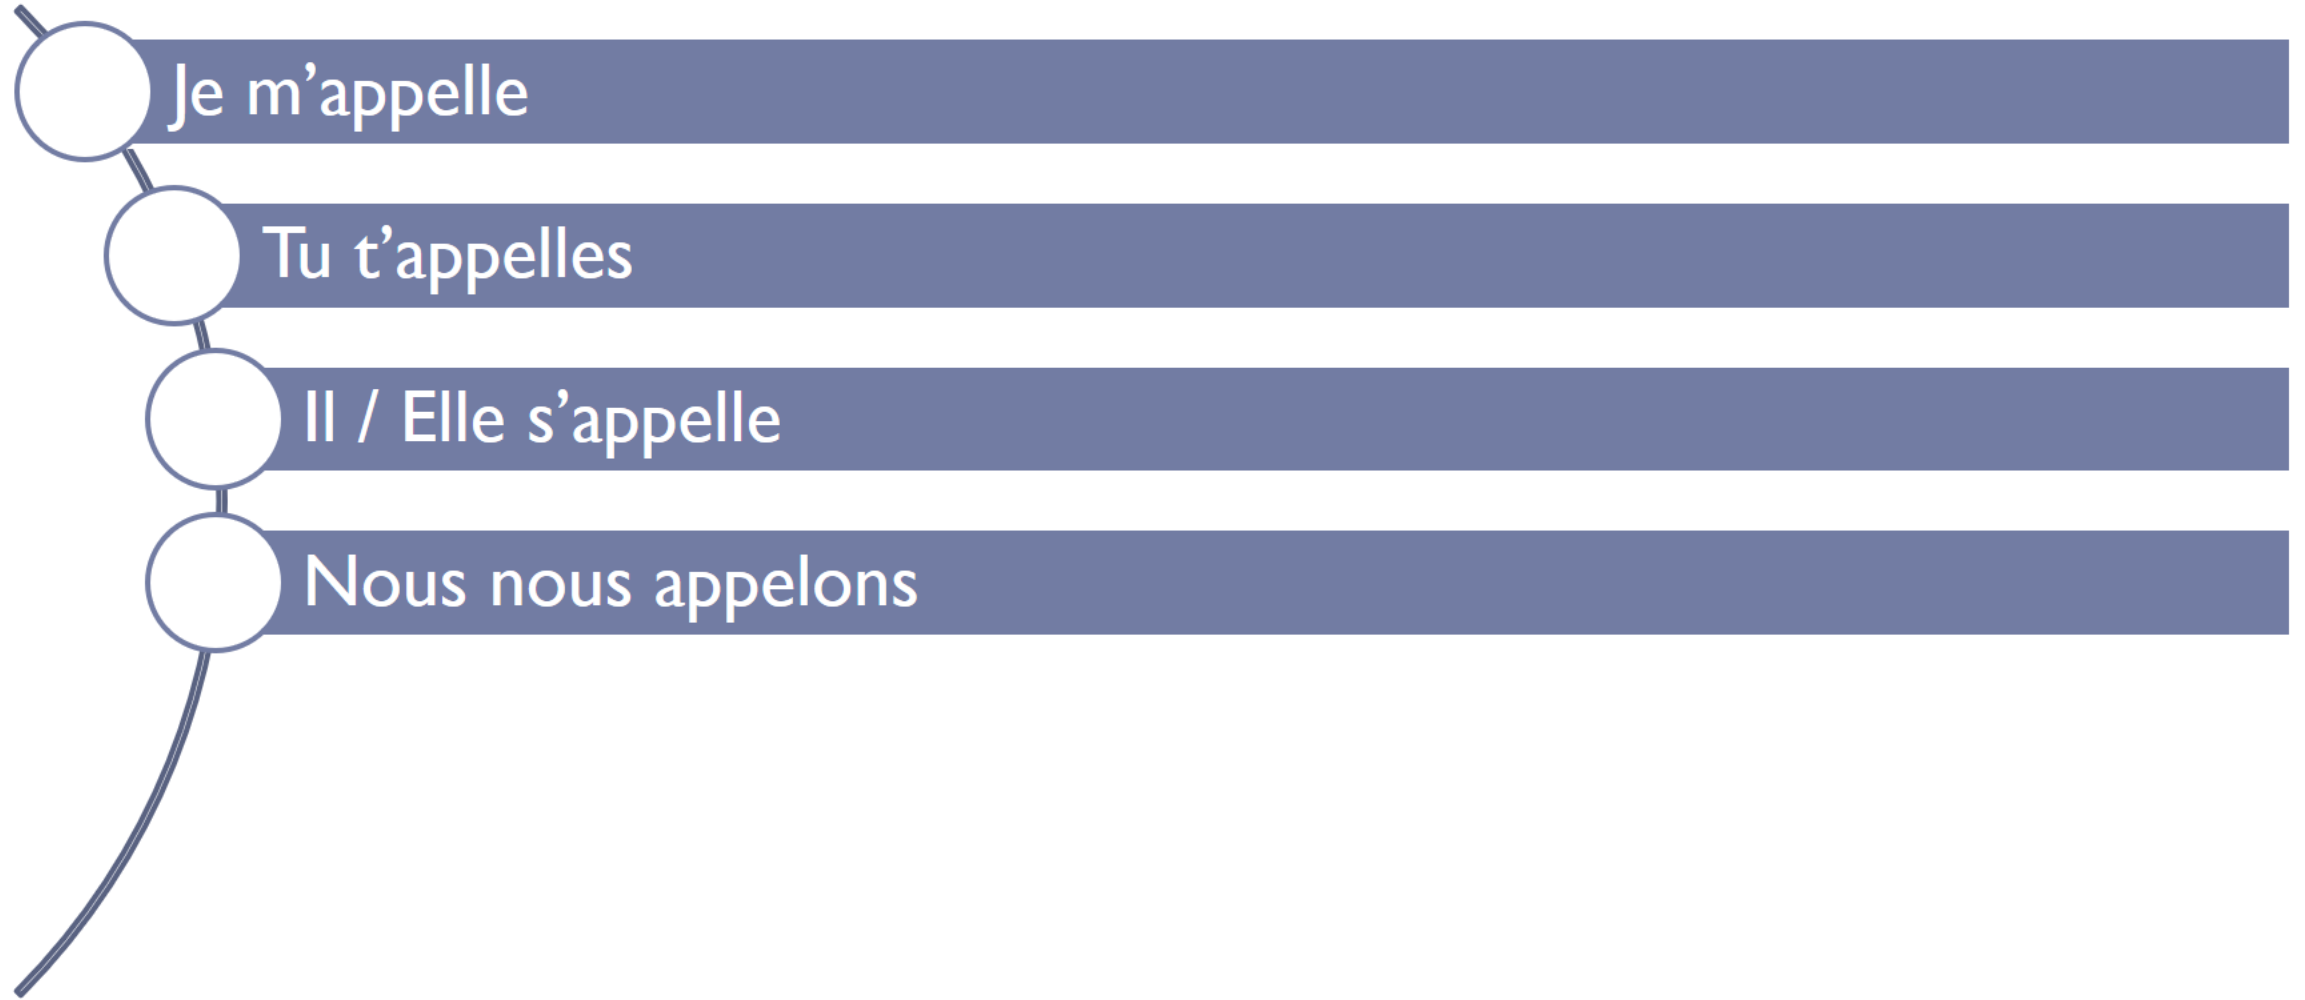 Je m’appelle
Tu t’appelles
Il / Elle s’appelle
Nous nous appelons